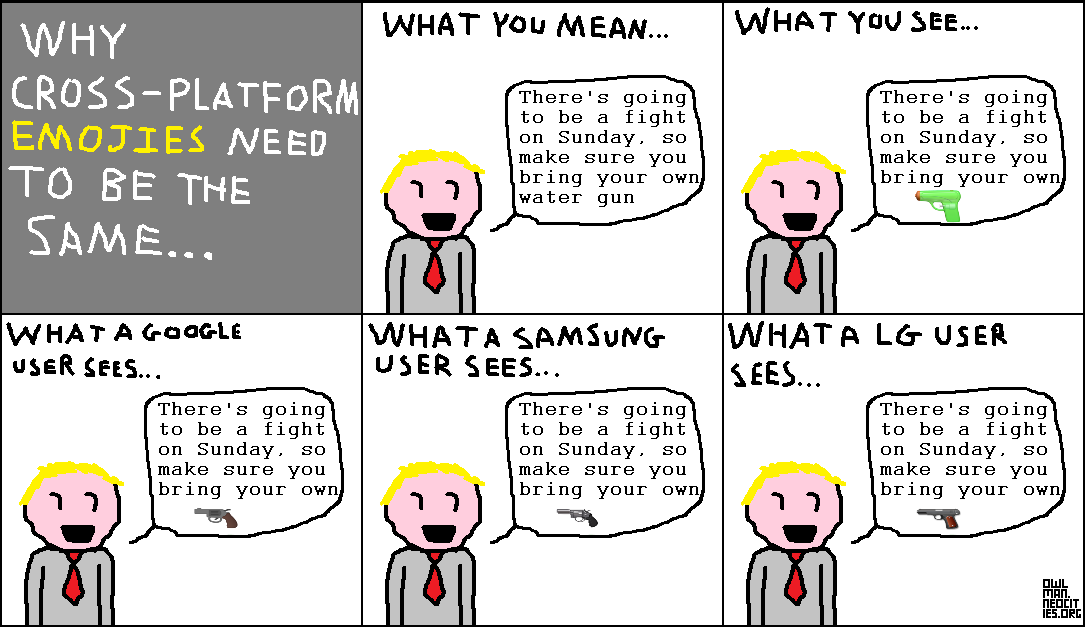 WHY
CROSS-PLATFORM
EMOJIES NEED
TO BE THE
SAME...
WHAT YOU MEAN...
There's going
to be a fight
on Sunday, so
make sure you
bring your own
water gun
WHAT YOU SEE...
There's going
to be a fight
on Sunday, so
make sure you
bring your own
WHAT A GOOGLE
USER SEES...
There's going
to be a fight
on Sunday, so
make sure you
bring your own
WHAT A SAMSUNG
USER SEES...
There's going
to be a fight
on Sunday, so
make sure you
bring your own
WHAT A LG USER
SEES...
There's going
to be a fight
on Sunday, so
make sure you
bring your own
OWL
MAN.
NEOCIT
IES.ORG